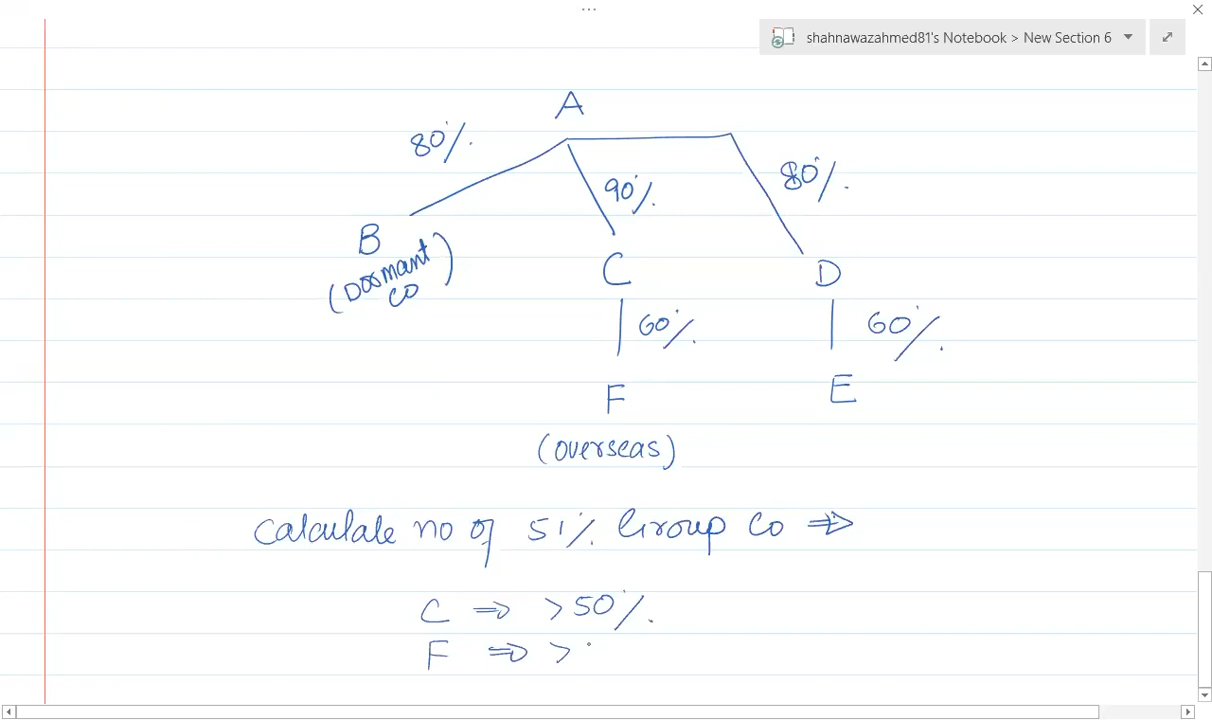 ...
shahnawazahmed81's Notebook > New Section 6
A
80%.
90%.
80%.
B
(Dormant
CO)
C
D
60%.
60%.
F
E
(overseas)
Calculate no of 51% Group Co ⇒
C ⇒ >50%.
F ⇒ >